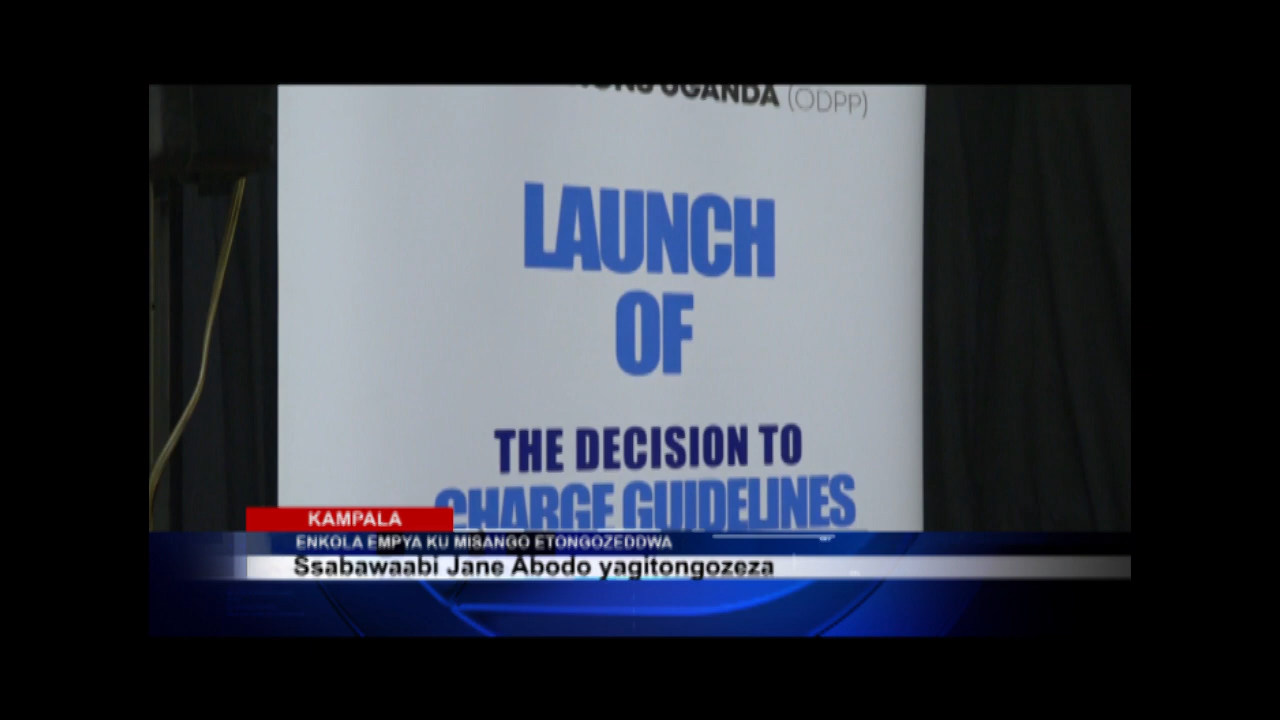 UGANDA (ODPP)
LAUNCH
OF
THE DECISION TO
CHARGE GUIDELINES
KAMPALA
ENKOLA EMPYA KU MISANGO ETONGOZEDDWA
Ssabawaabi Jane Abodo yagitongozeza